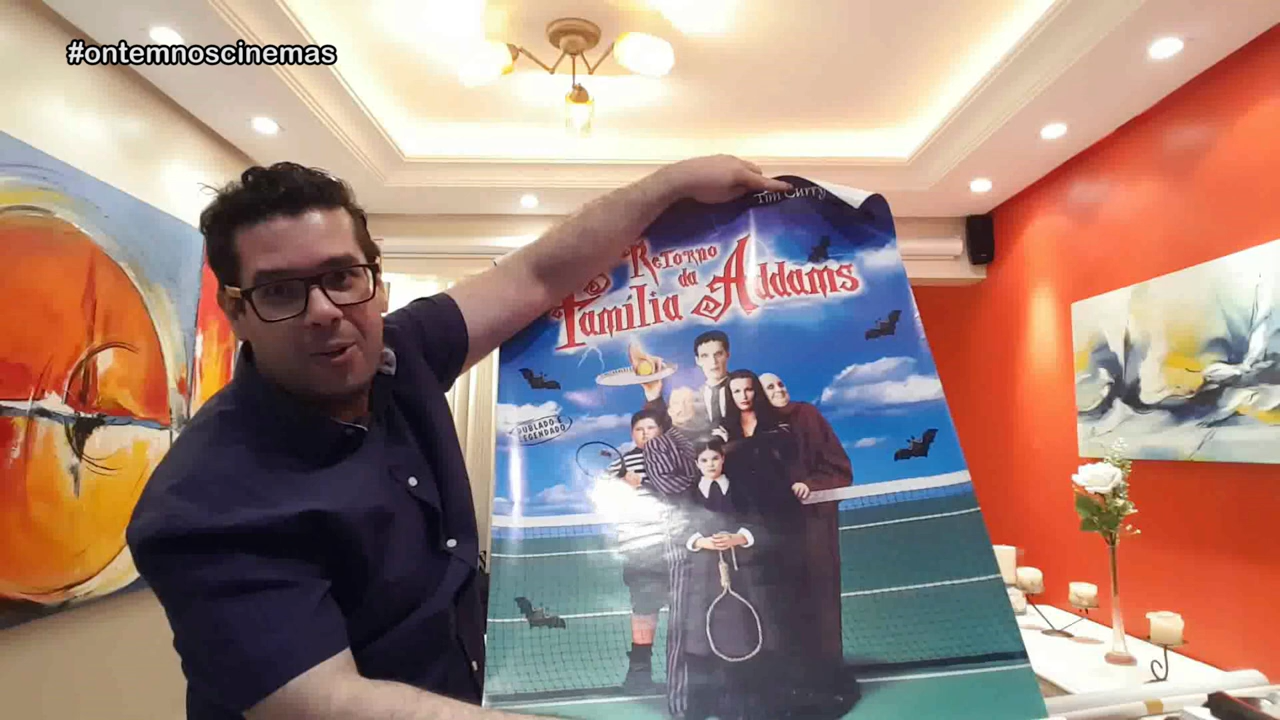 #ontemnoscinemas
Tim Curry
O Retorno
da
Família Addams
DUBLADO E
LEGENDADO